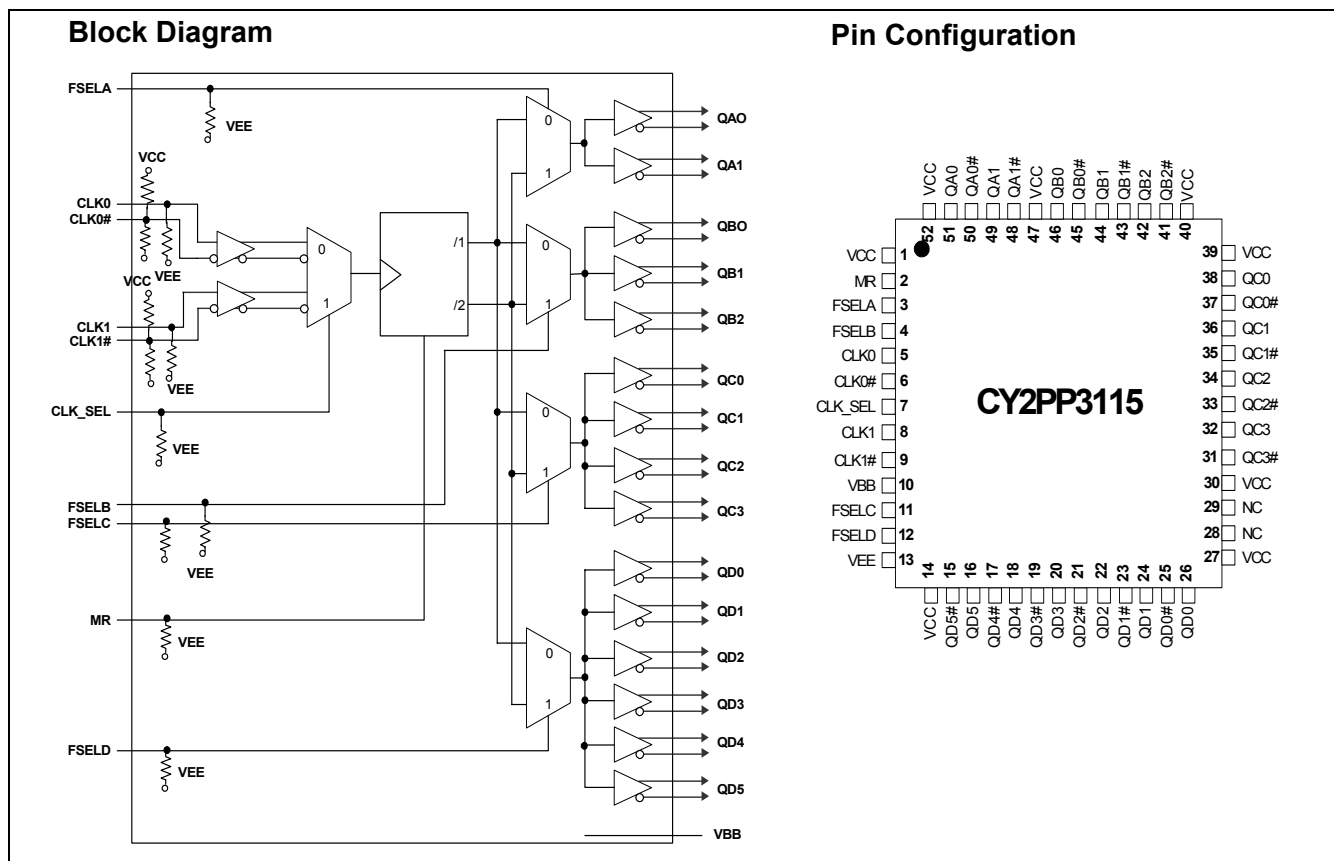 Block Diagram
FSELA
VEE
VCC
CLK0
CLK0#
VEE
VCC
CLK1
CLK1#
VEE
CLK_SEL
VEE
FSELB
FSELC
VEE
MR
VEE
FSELD
VEE
0
1
/1
/2
0
1
0
1
0
1
0
1
QAO
QA1
QBO
QB1
QB2
QC0
QC1
QC2
QC3
QD0
QD1
QD2
QD3
QD4
QD5
VBB
Pin Configuration
VCC
QA0
QA0#
QA1
QA1#
VCC
QB0
QB0#
QB1
QB1#
QB2
QB2#
VCC
52
51
50
49
48
47
46
45
44
43
42
41
40
VCC 1
MR 2
FSELA 3
FSELB 4
CLK0 5
CLK0# 6
CLK_SEL 7
CLK1 8
CLK1# 9
VBB 10
FSELC 11
FSELD 12
VEE 13
CY2PP3115
39 VCC
38 QC0
37 QC0#
36 QC1
35 QC1#
34 QC2
33 QC2#
32 QC3
31 QC3#
30 VCC
29 NC
28 NC
27 VCC
14
15
16
17
18
19
20
21
22
23
24
25
26
VCC
QD5#
QD5
QD4#
QD4
QD3#
QD3
QD2#
QD2
QD1#
QD1
QD0#
QD0